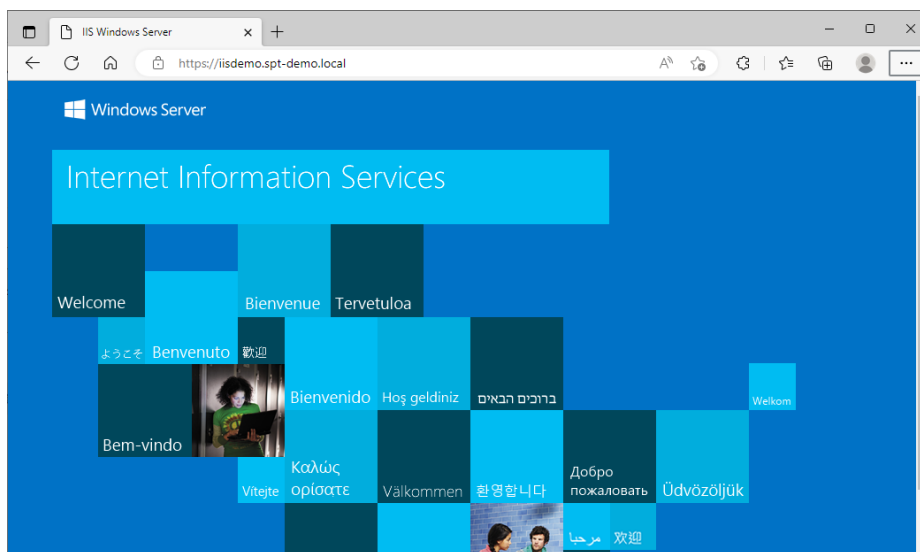 IIS Windows Server
https://iisdemo.spt-demo.local
Windows Server
Internet Information Services
Welcome
Bienvenue
Tervetuloa
ようこそ
Benvenuto
歡迎
Bienvenido
Hoş geldiniz
ברוכים הבאים
Welkom
Bem-vindo
Vítejte
Καλώς
ορίσατε
Välkommen
환영합니다
Добро
пожаловать
Üdvözöljük
مرحبا
欢迎